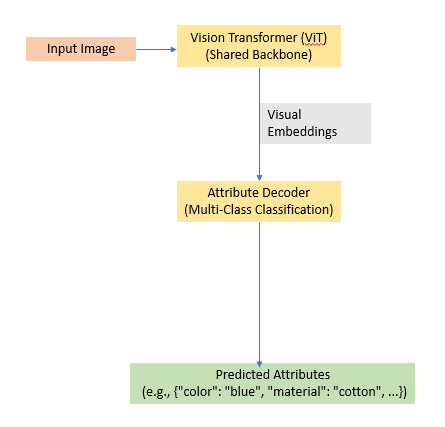 Input Image
Vision Transformer (ViT)
(Shared Backbone)
Visual
Embeddings
Attribute Decoder
(Multi-Class Classification)
Predicted Attributes
(e.g., {"color": "blue", "material": "cotton", ...})